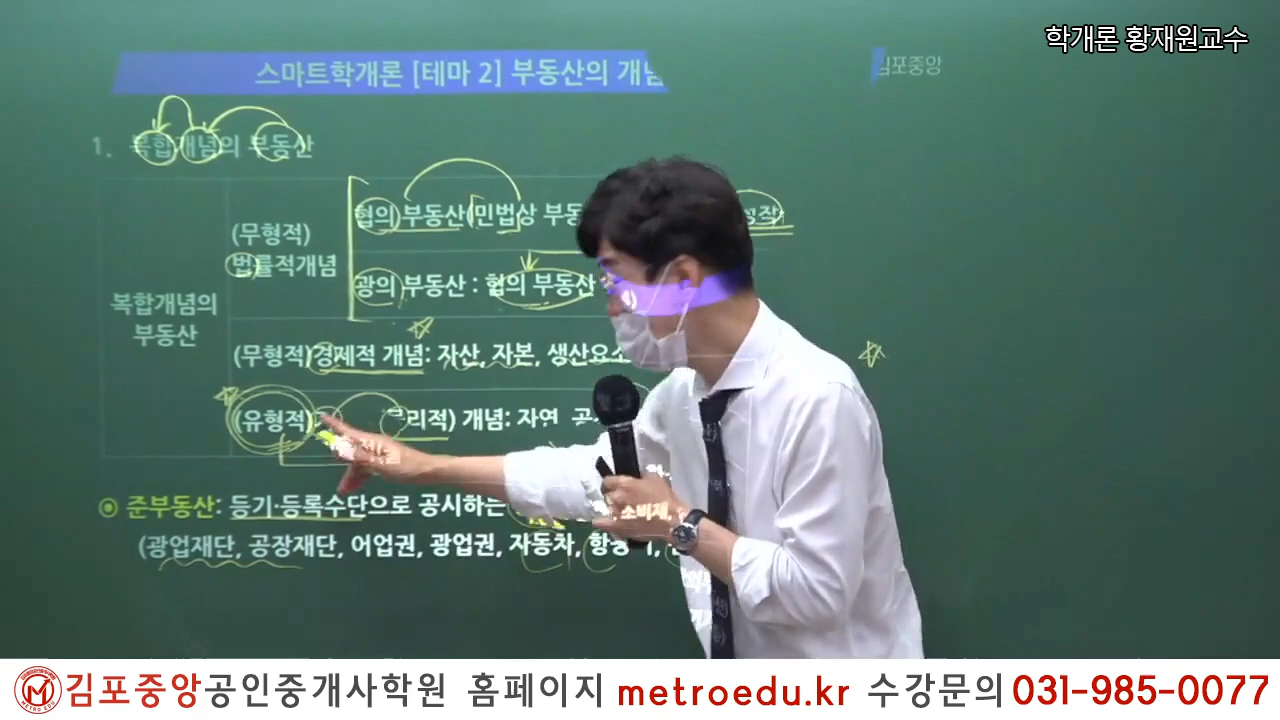 학개론 황재원교수
스마트학개론 [테마 2] 부동산의 개념
김포중앙
1. 복합개념의 부동산
복합개념의
부동산
(무형적)
법률적개념
협의 부동산(민법상 부동
광의 부동산 : 협의 부동산
(무형적)경제적 개념: 자산, 자본, 생산요소
(유형적) 리적) 개념: 자연
준부동산: 등기·등록수단으로 공시하는
소비재,
(광업재단, 공장재단, 어업권, 광업권, 자동차,
METRO EDU
김포중앙공인중개사학원 홈페이지 metroedu.kr 수강문의 031-985-0077